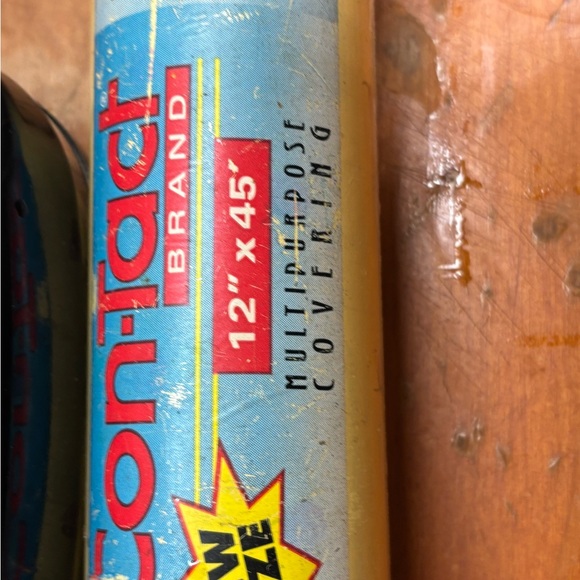 Con-Tact®
BRAND
12" x 45'
MULTIPURPOSE
COVERING